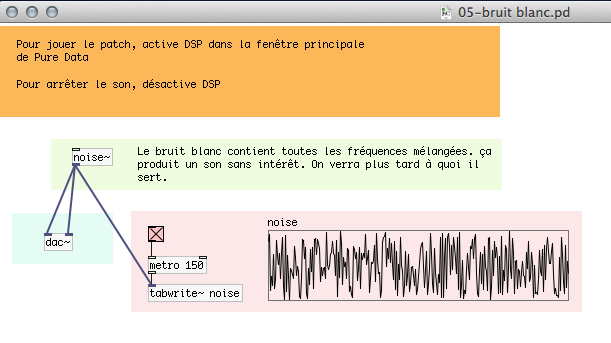 05-bruit blanc.pd
Pour jouer le patch, active DSP dans la fenêtre principale
de Pure Data
Pour arrêter le son, désactive DSP
noise~
Le bruit blanc contient toutes les fréquences mélangées. ça
produit un son sans intérêt. On verra plus tard à quoi il
sert.
dac~
noise
metro 150
tabwrite~ noise